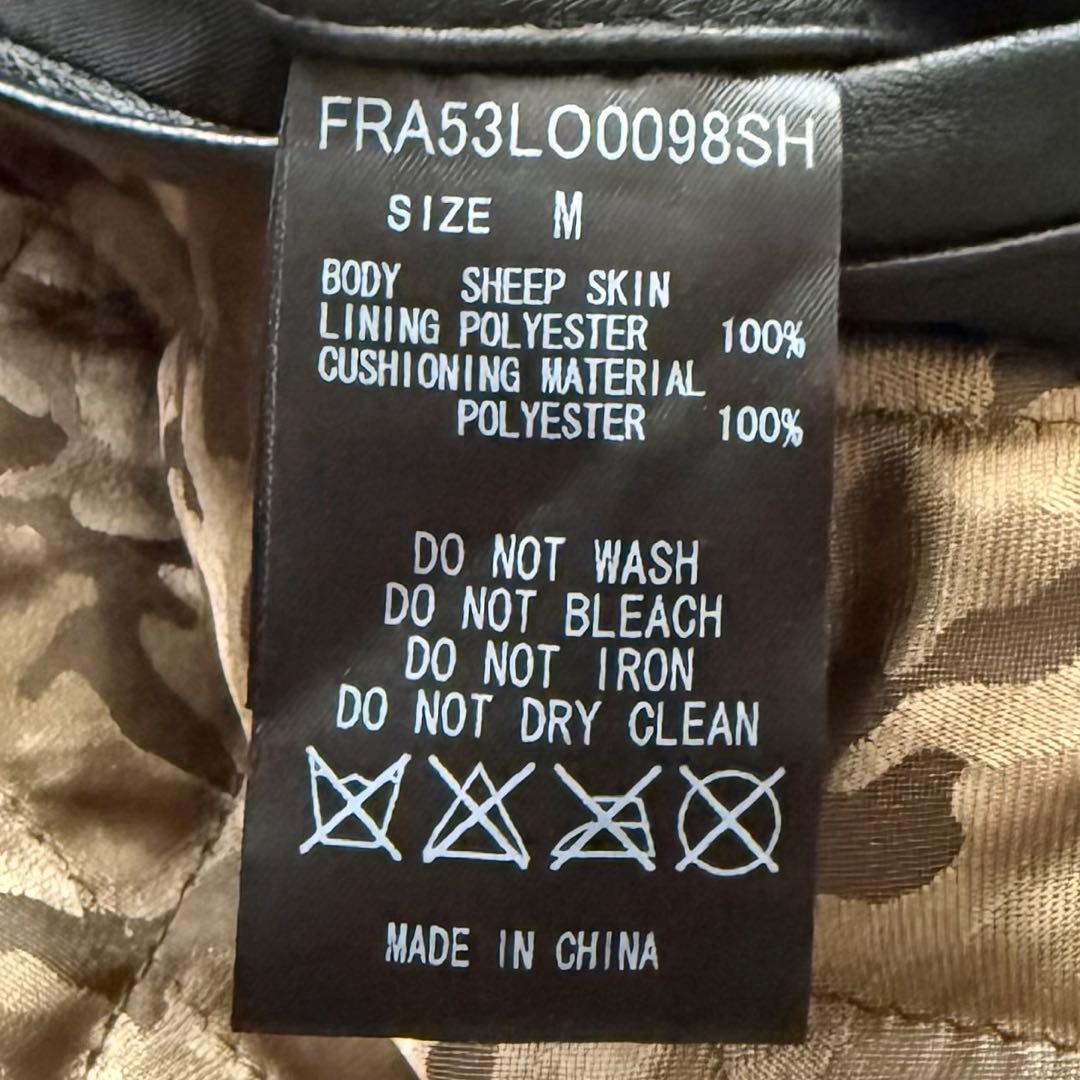 FRA53LO0098SH
SIZE M
BODY SHEEP SKIN
LINING POLYESTER 100%
CUSHIONING MATERIAL
POLYESTER 100%
DO NOT WASH
DO NOT BLEACH
DO NOT IRON
DO NOT DRY CLEAN
MADE IN CHINA